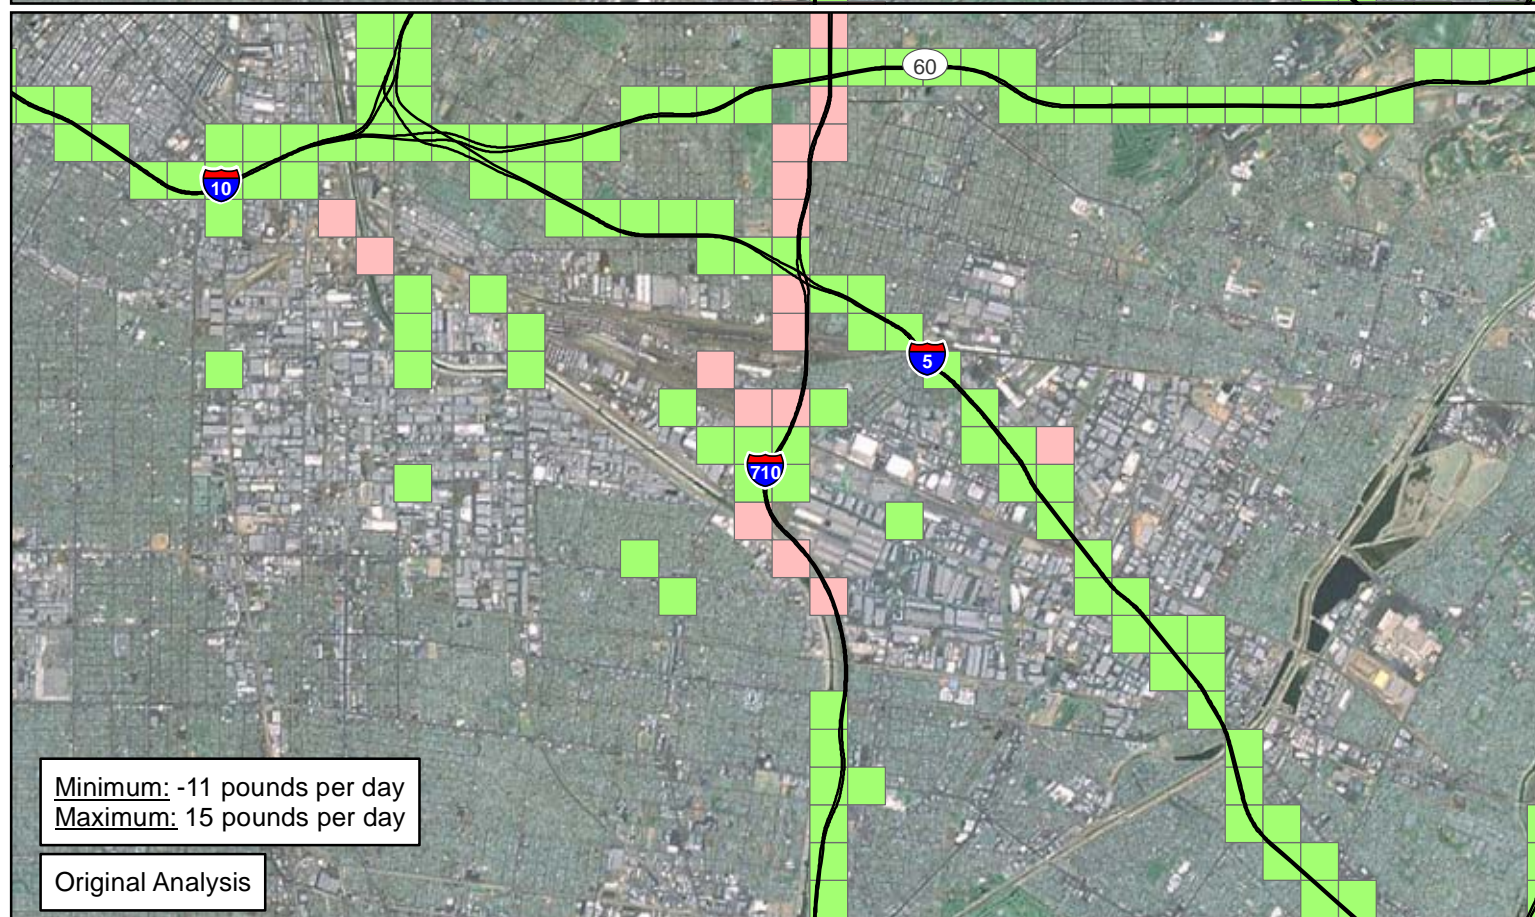 60
10
5
710
Minimum: -11 pounds per day
Maximum: 15 pounds per day
Original Analysis